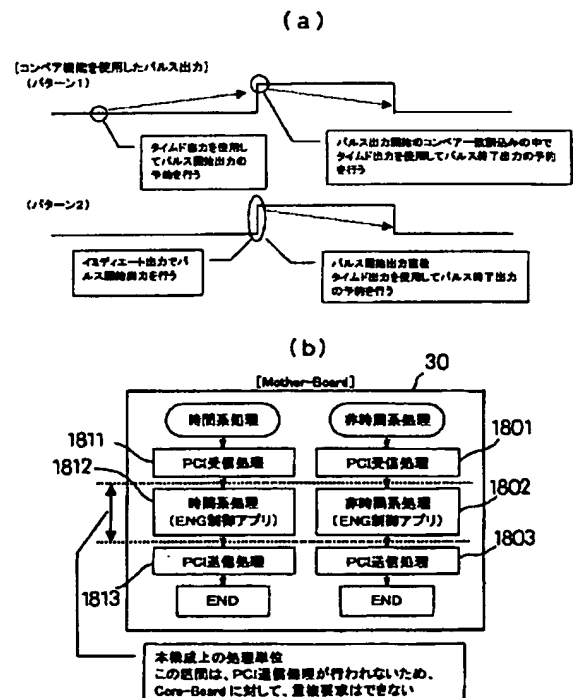 (a)
[コンペア機能を使用したパルス出力]
(パターン1)
タイムド出力を使用し
てパルス開始出力の
予約を行う
パルス出力開始のコンペア一致割込みの中で
タイムド出力を使用してパルス終了出力の予約
を行う
(パターン2)
イミディエート出力でパ
ルス開始出力を行う
パルス開始出力直後
タイムド出力を使用してパルス終了出力
の予約を行う
(b)
[Mother-Board]
30
時間系処理
非時間系処理
1811
PCI受信処理
PCI受信処理
1801
1812
時間系処理
(ENG制御アプリ)
非時間系処理
(ENG制御アプリ)
1802
PCI送信処理
PCI送信処理
1803
1813
END
END
本構成上の処理単位
この区間は、PCI通信処理が行われないため、
Core-Boardに対して、重複要求はできない